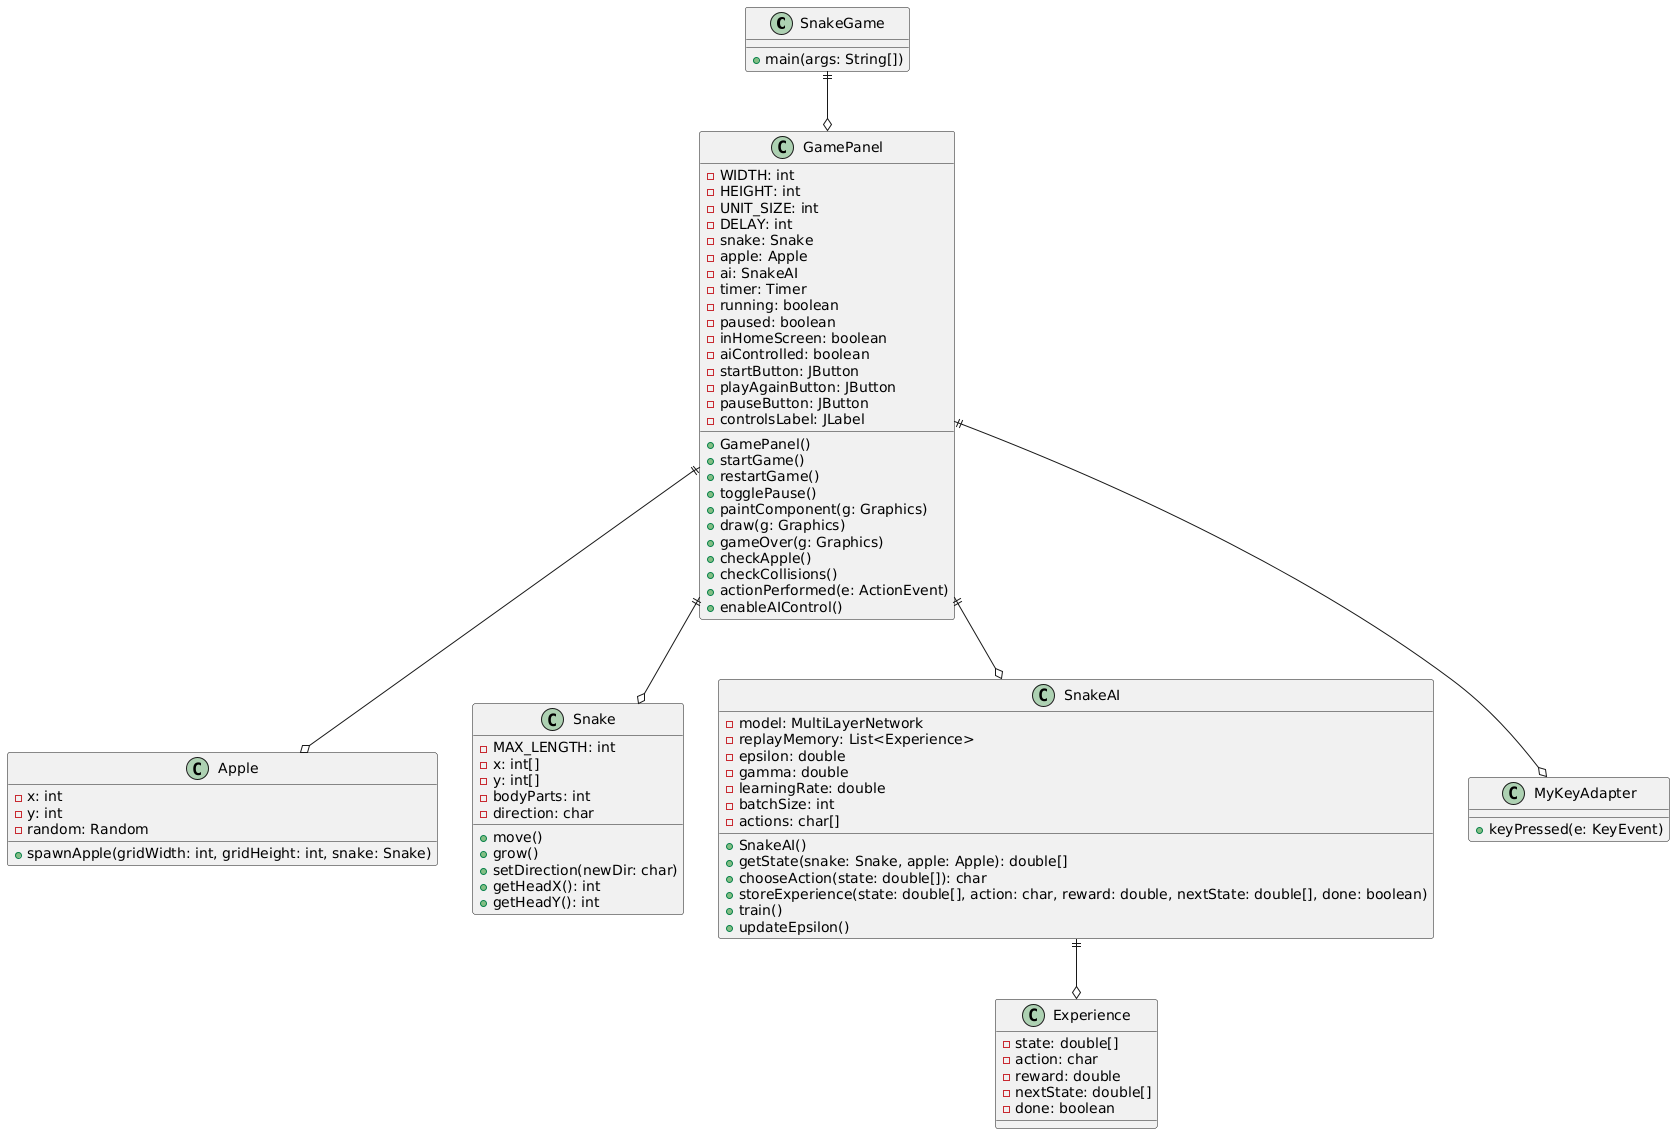 C SnakeGame
main(args: String[])
C GamePanel
WIDTH: int
HEIGHT: int
UNIT_SIZE: int
DELAY: int
snake: Snake
apple: Apple
ai: SnakeAI
timer: Timer
running: boolean
paused: boolean
inHomeScreen: boolean
aiControlled: boolean
startButton: JButton
playAgainButton: JButton
pauseButton: JButton
controlsLabel: JLabel
GamePanel()
startGame()
restartGame()
togglePause()
paintComponent(g: Graphics)
draw(g: Graphics)
gameOver(g: Graphics)
checkApple()
checkCollisions()
actionPerformed(e: ActionEvent)
enableAIControl()
C Apple
x: int
y: int
random: Random
spawnApple(gridWidth: int, gridHeight: int, snake: Snake)
C Snake
MAX_LENGTH: int
x: int[]
y: int[]
bodyParts: int
direction: char
move()
grow()
setDirection(newDir: char)
getHeadX(): int
getHeadY(): int
C SnakeAI
model: MultiLayerNetwork
replayMemory: List<Experience>
epsilon: double
gamma: double
learningRate: double
batchSize: int
actions: char[]
SnakeAI()
getState(snake: Snake, apple: Apple): double[]
chooseAction(state: double[]): char
storeExperience(state: double[], action: char, reward: double, nextState: double[], done: boolean)
train()
updateEpsilon()
C MyKeyAdapter
keyPressed(e: KeyEvent)
C Experience
state: double[]
action: char
reward: double
nextState: double[]
done: boolean